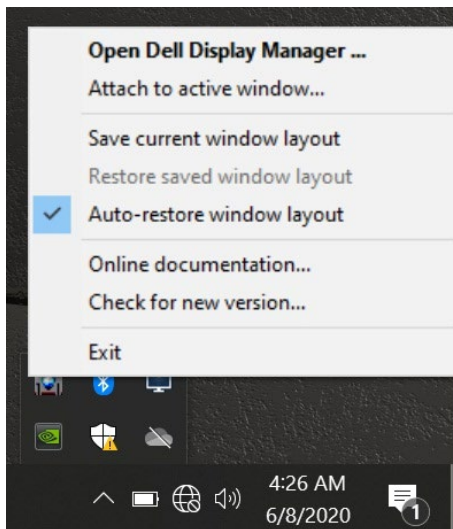 Open Dell Display Manager ...
Attach to active window...
Save current window layout
Restore saved window layout
Auto-restore window layout
Online documentation...
Check for new version...
Exit
4:26 AM
6/8/2020
1